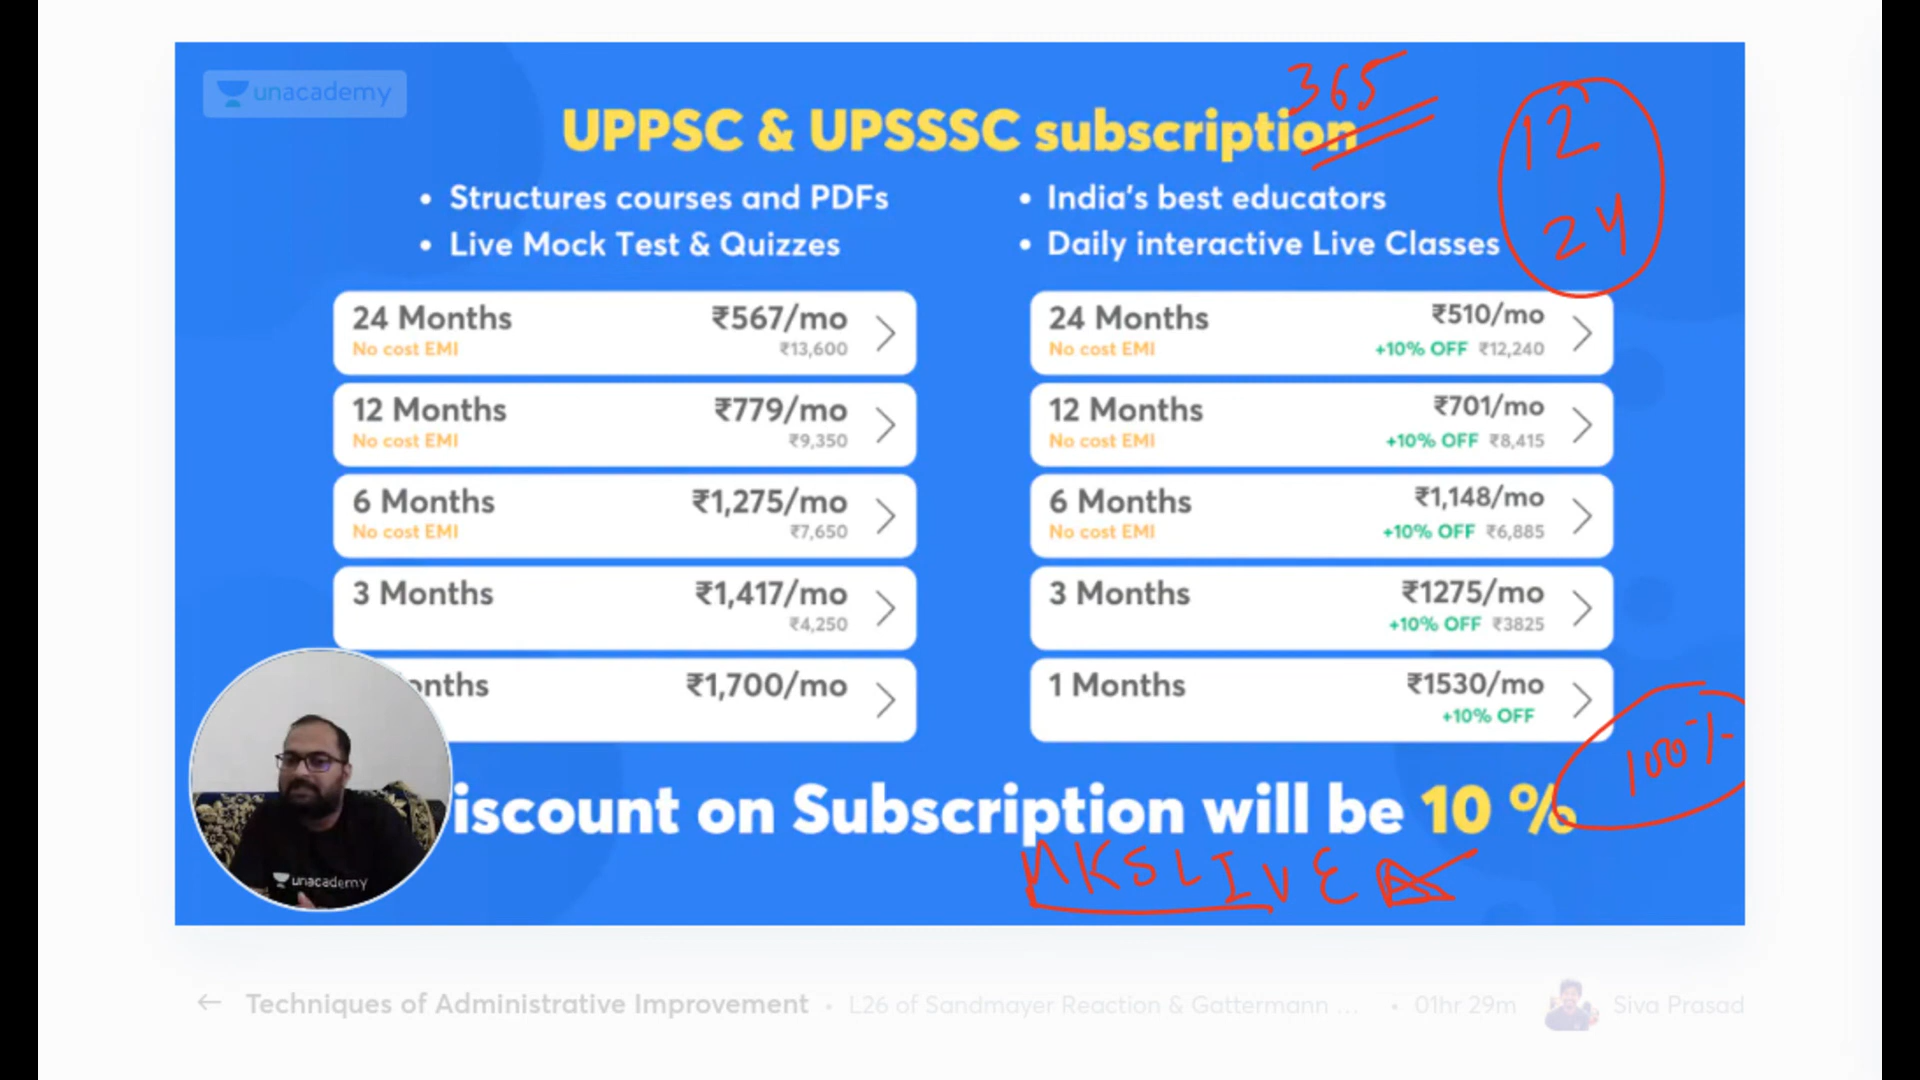 unacademy
365
UPPSC & UPSSSC subscription
12
24
• Structures courses and PDFs
• Live Mock Test & Quizzes
• India's best educators
• Daily interactive Live Classes
24 Months ₹567/mo
No cost EMI ₹13,600
12 Months ₹779/mo
No cost EMI ₹9,350
6 Months ₹1,275/mo
No cost EMI ₹7,650
3 Months ₹1,417/mo
₹4,250
onths ₹1,700/mo
24 Months ₹510/mo
No cost EMI +10% OFF ₹12,240
12 Months ₹701/mo
No cost EMI +10% OFF ₹8,415
6 Months ₹1,148/mo
No cost EMI +10% OFF ₹6,885
3 Months ₹1275/mo
+10% OFF ₹3825
1 Months ₹1530/mo
+10% OFF
100%
iscount on Subscription will be 10 %
NKSLIVE
unacademy
← Techniques of Administrative Improvement • L26 of Sandmayer Reaction & Gattermann ... • 01hr 29m Siva Prasad